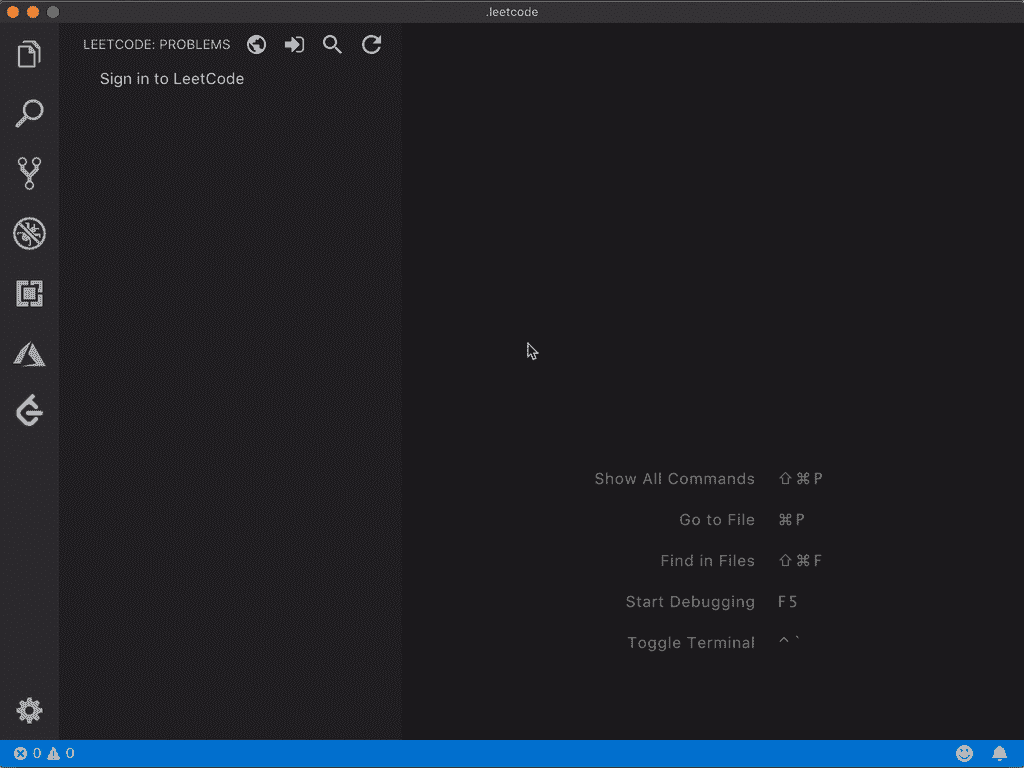 .leetcode
LEETCODE: PROBLEMS
Sign in to LeetCode
Show All Commands ⇧⌘P
Go to File ⌘P
Find in Files ⇧⌘F
Start Debugging F5
Toggle Terminal ^`
0 0